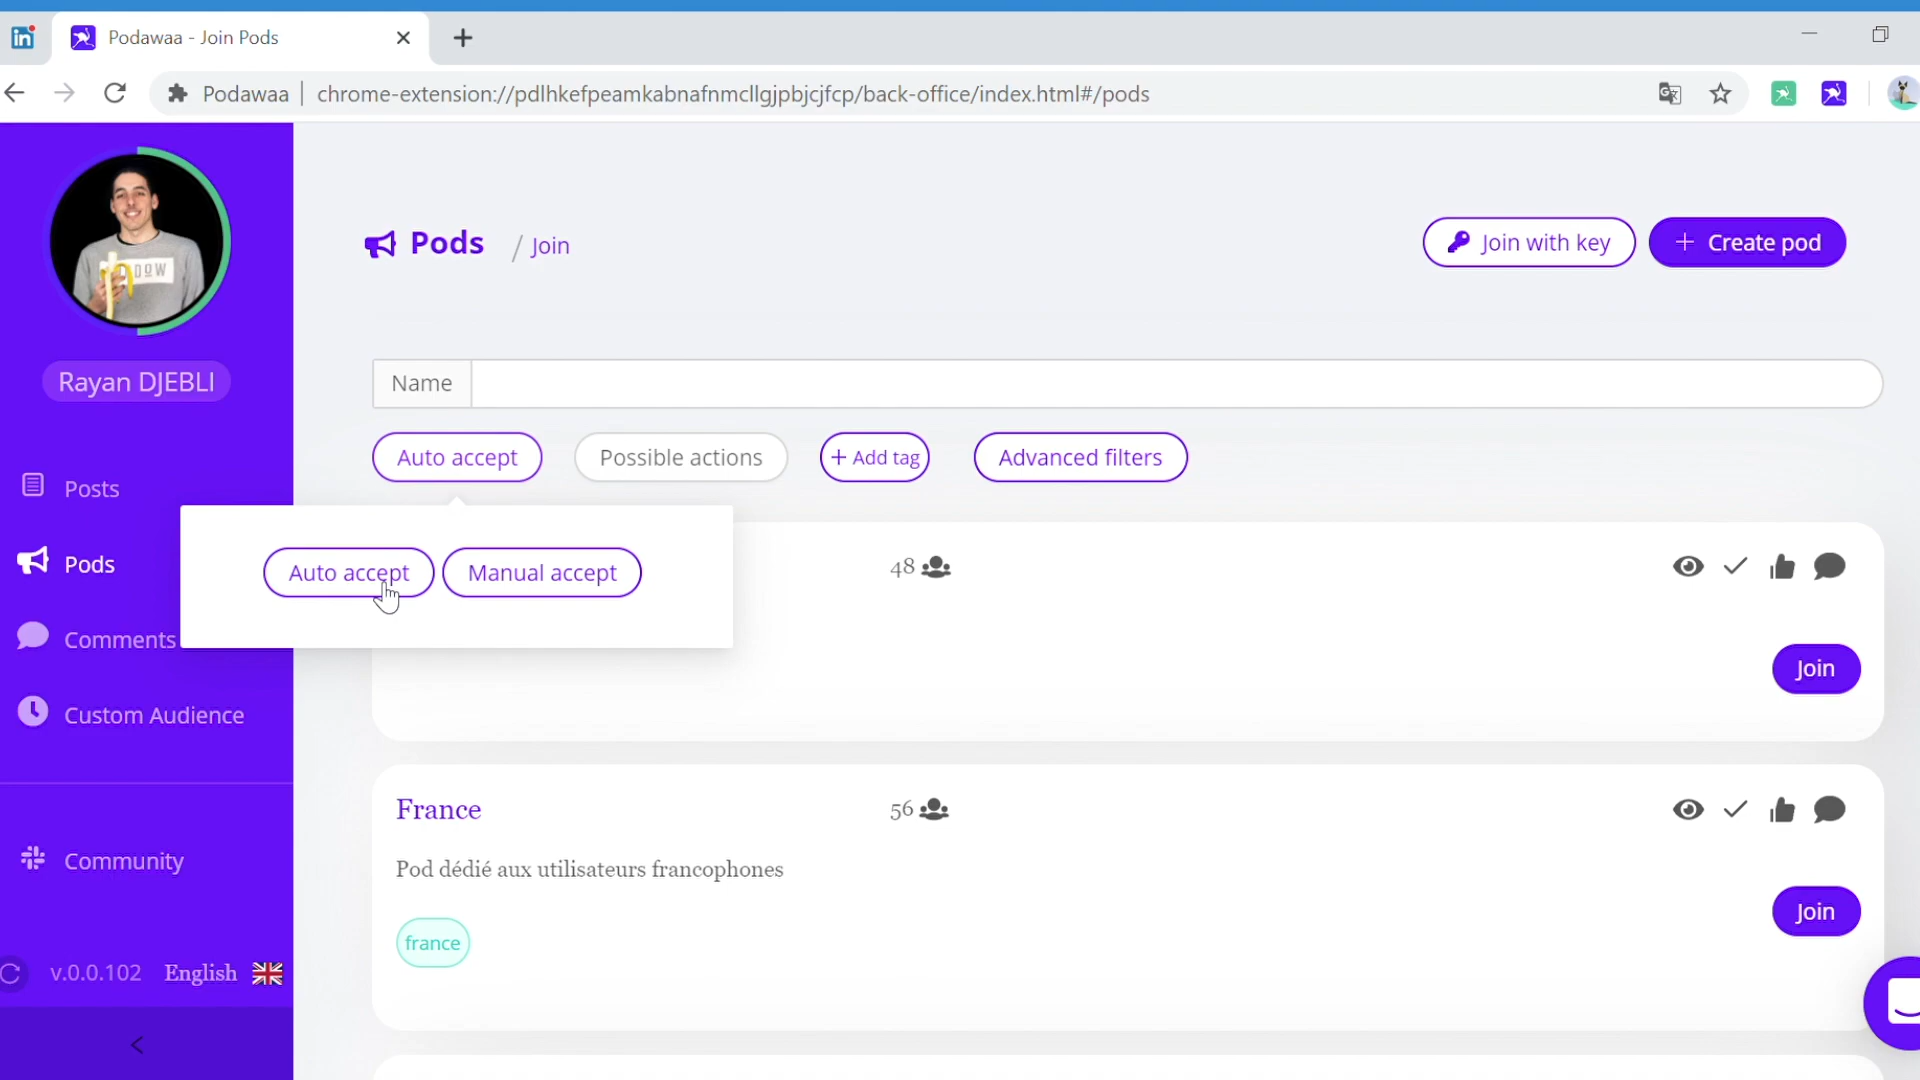 Podawaa - Join Pods
Podawaa
chrome-extension://pdlhkefpeamkabnafnmcllgjpbjcjfcp/back-office/index.html#/pods
Rayan DJEBLI
Posts
Pods
Comments
Custom Audience
Community
v.0.0.102 English
Pods / Join
Join with key
+ Create pod
Name
Auto accept
Possible actions
+ Add tag
Advanced filters
Auto accept
Manual accept
48
Join
France
56
Pod dédié aux utilisateurs francophones
france
Join